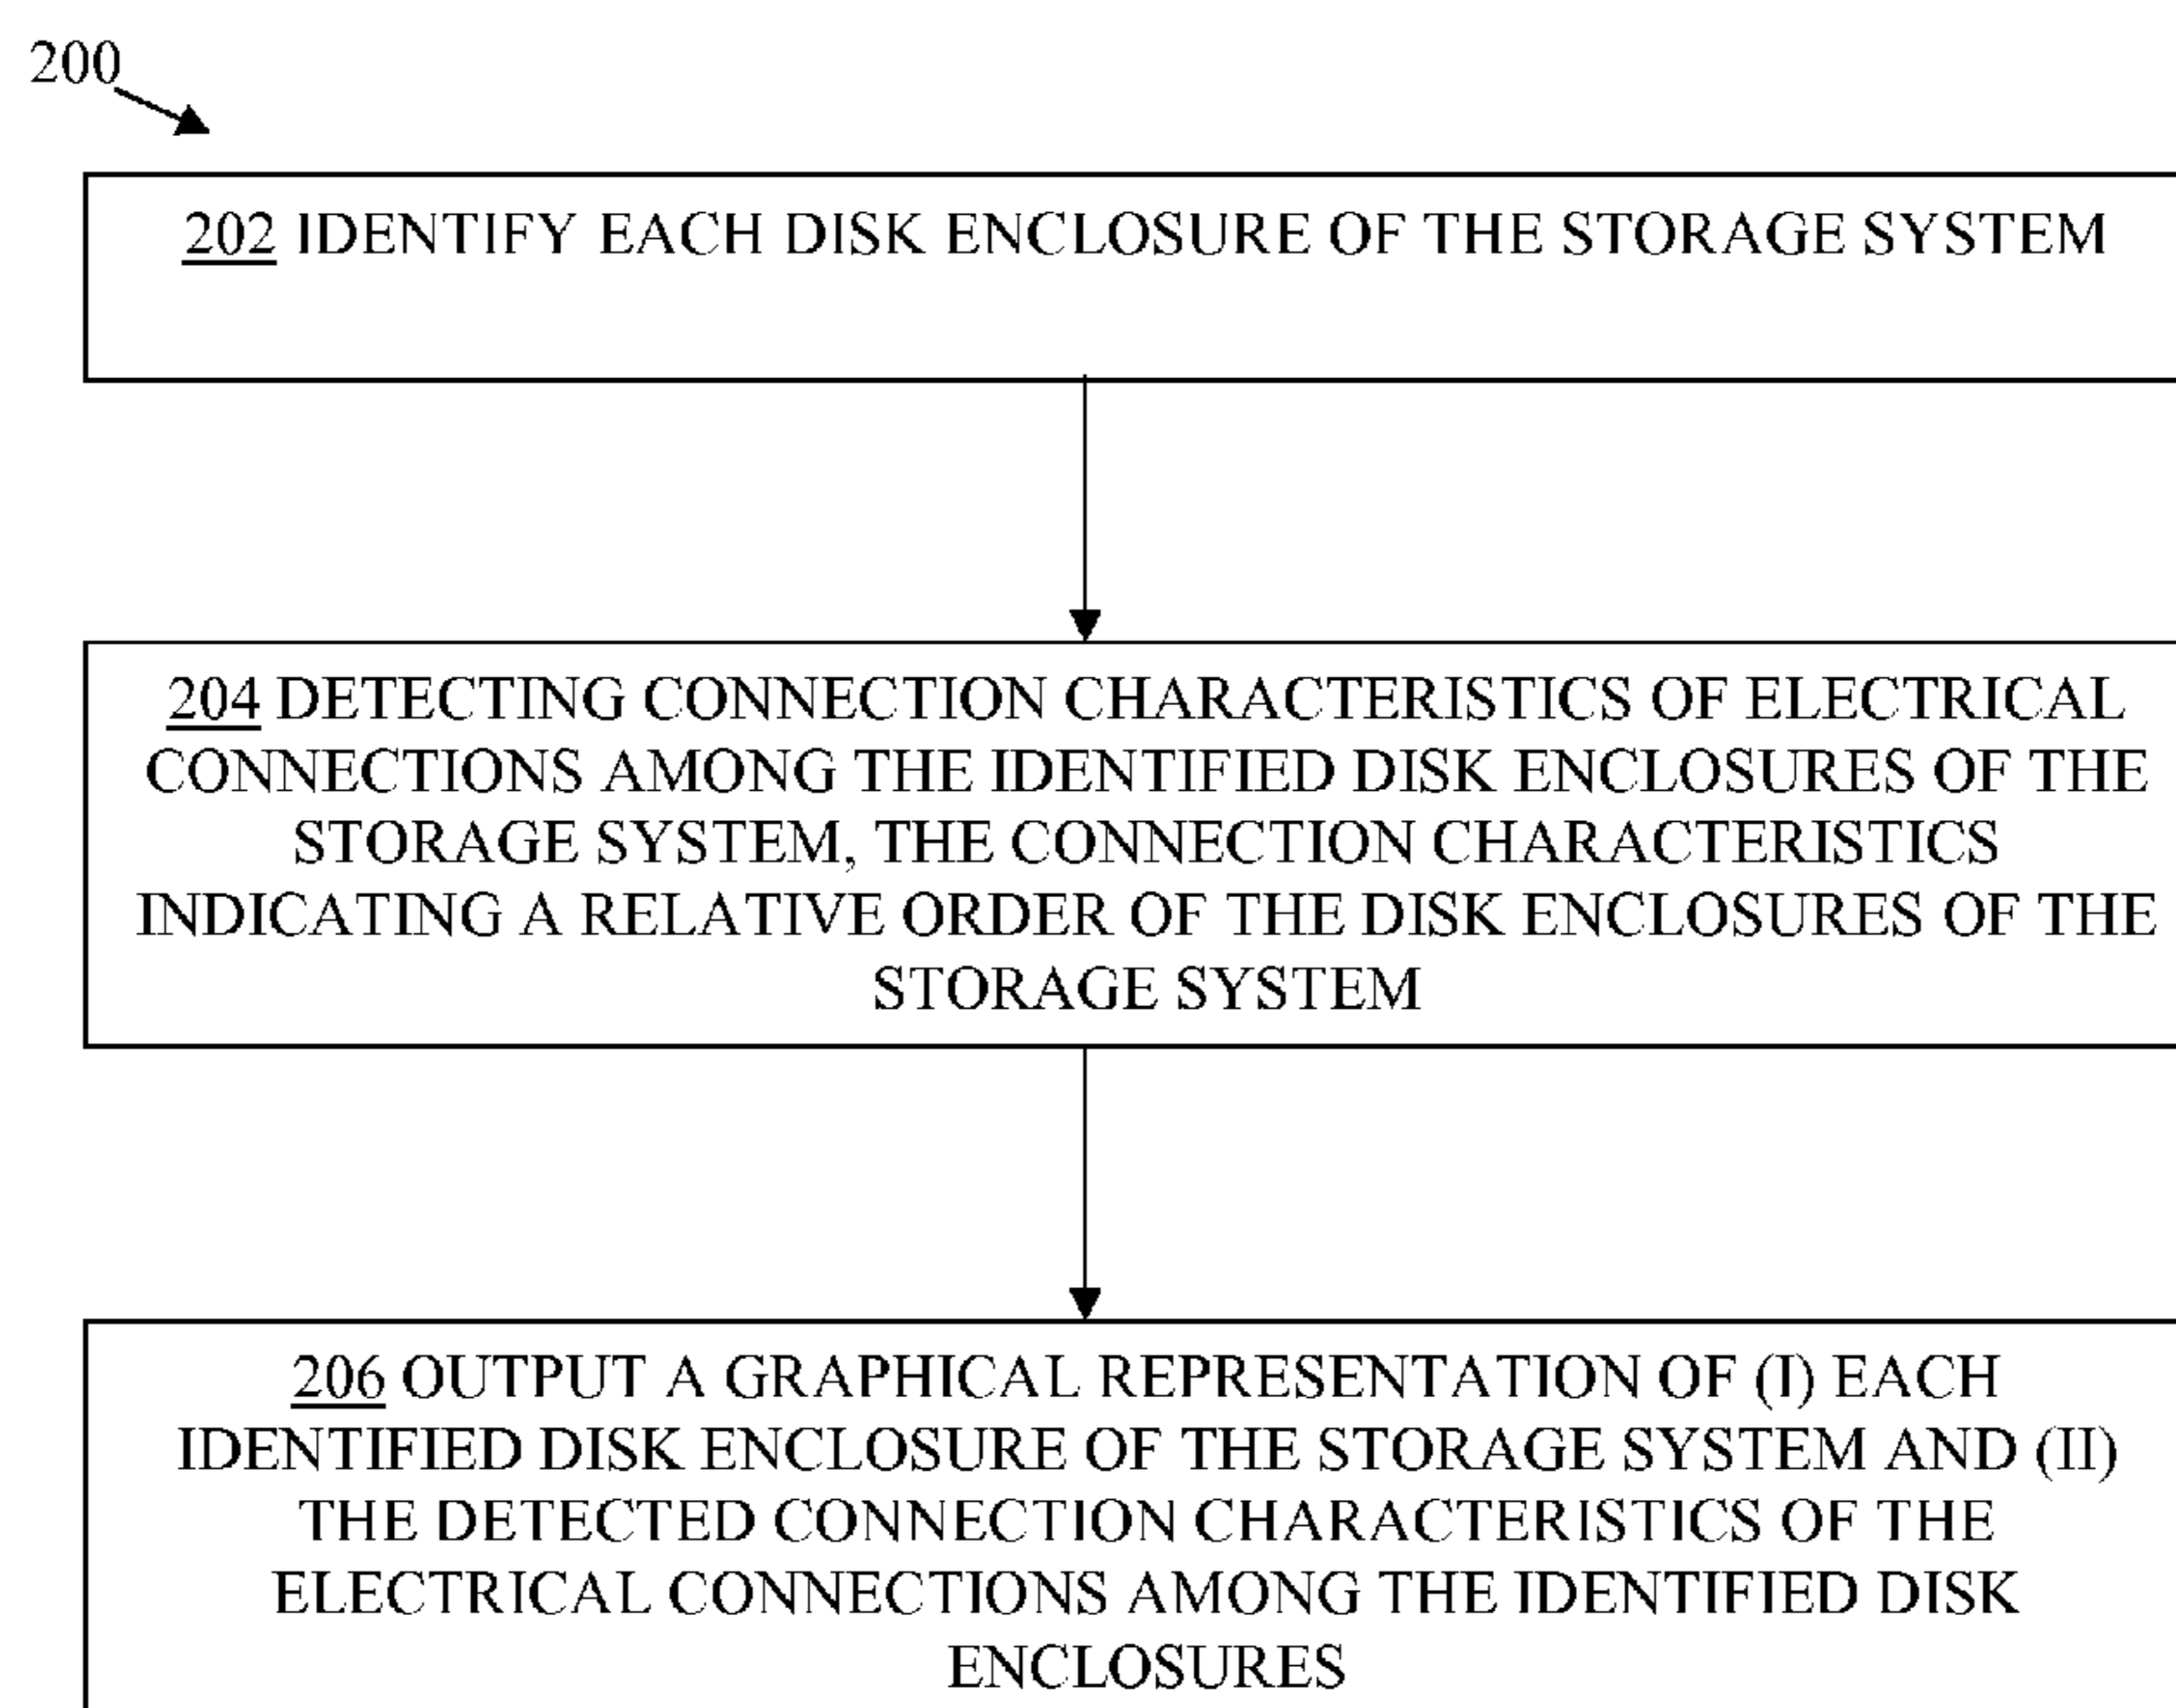 200
202 IDENTIFY EACH DISK ENCLOSURE OF THE STORAGE SYSTEM
204 DETECTING CONNECTION CHARACTERISTICS OF ELECTRICAL
CONNECTIONS AMONG THE IDENTIFIED DISK ENCLOSURES OF THE
STORAGE SYSTEM, THE CONNECTION CHARACTERISTICS
INDICATING A RELATIVE ORDER OF THE DISK ENCLOSURES OF THE
STORAGE SYSTEM
206 OUTPUT A GRAPHICAL REPRESENTATION OF (I) EACH
IDENTIFIED DISK ENCLOSURE OF THE STORAGE SYSTEM AND (II)
THE DETECTED CONNECTION CHARACTERISTICS OF THE
ELECTRICAL CONNECTIONS AMONG THE IDENTIFIED DISK
ENCLOSURES